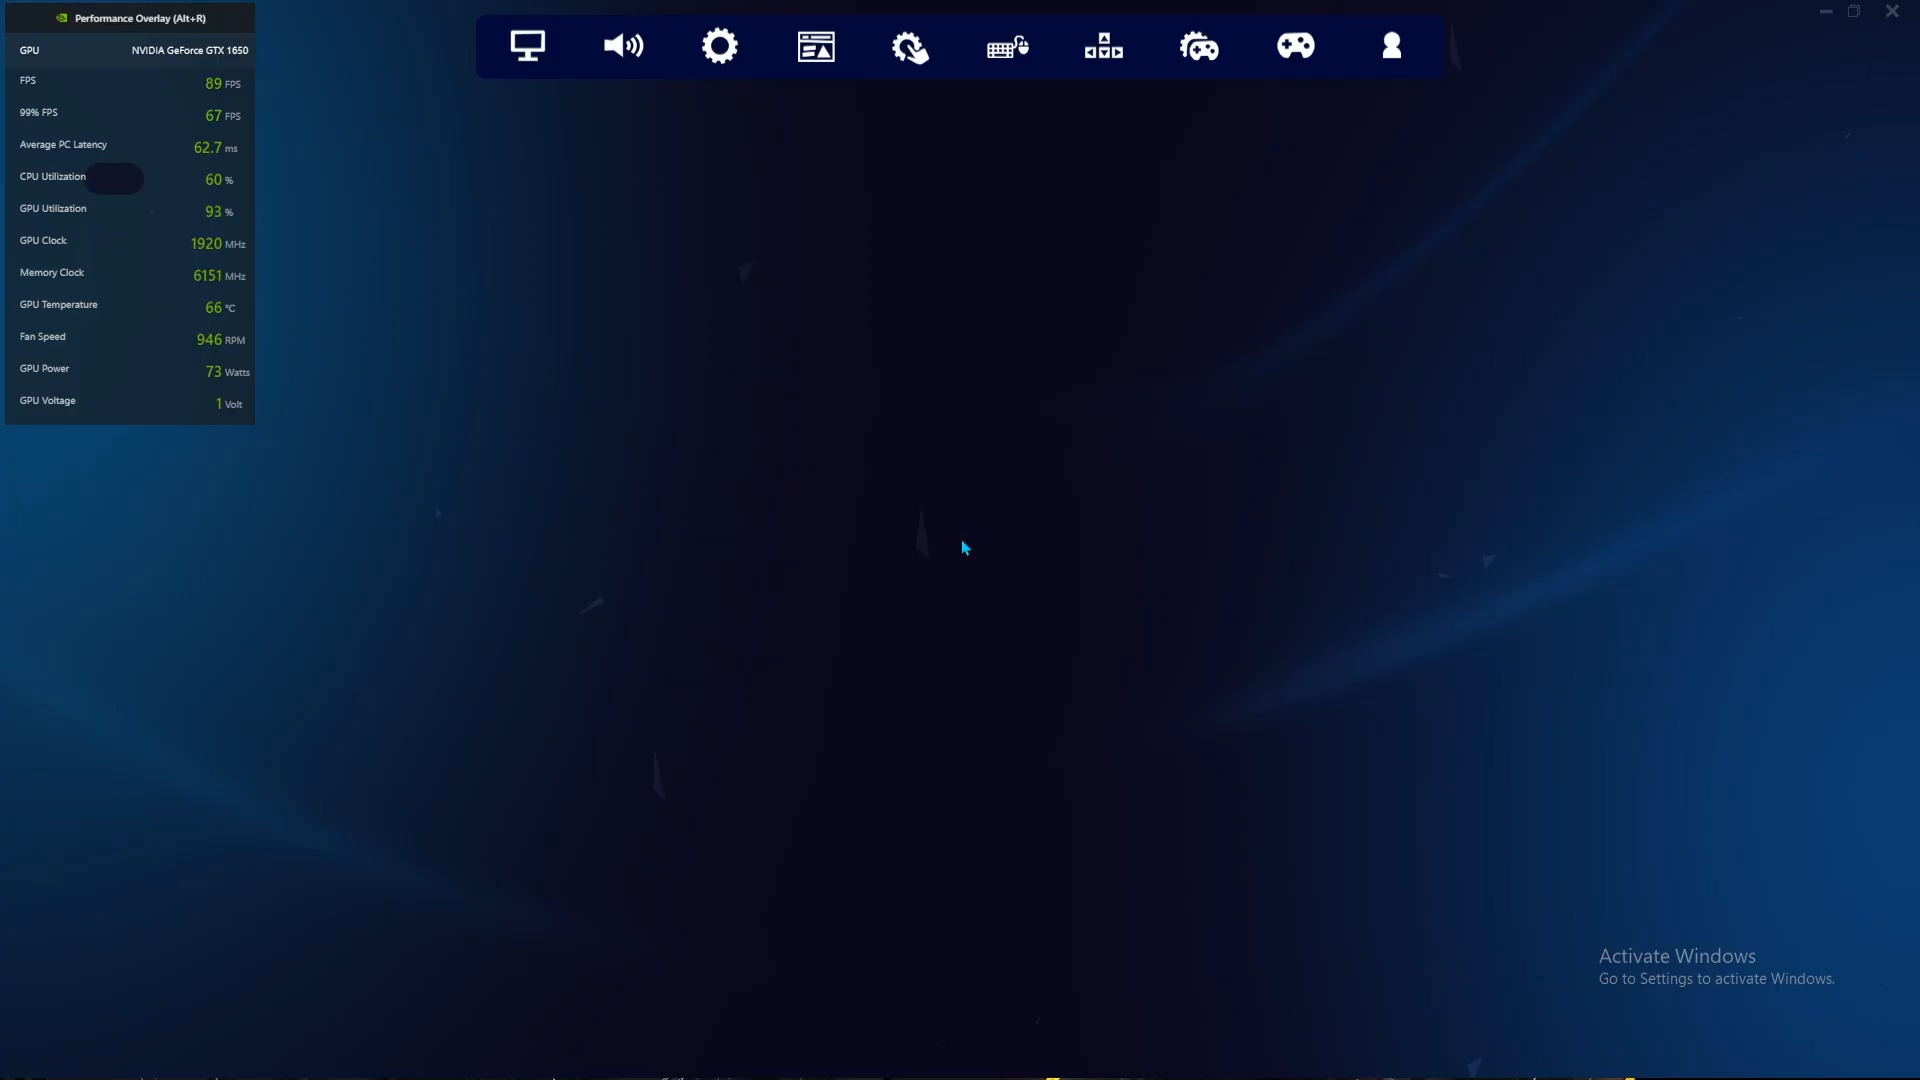 Performance Overlay (Alt+R)
GPU NVIDIA GeForce GTX 1650
FPS 89 FPS
99% FPS 67 FPS
Average PC Latency 62.7 ms
CPU Utilization 60 %
GPU Utilization 93 %
GPU Clock 1920 MHz
Memory Clock 6151 MHz
GPU Temperature 66 °C
Fan Speed 946 RPM
GPU Power 73 Watts
GPU Voltage 1 Volt
Activate Windows
Go to Settings to activate Windows.